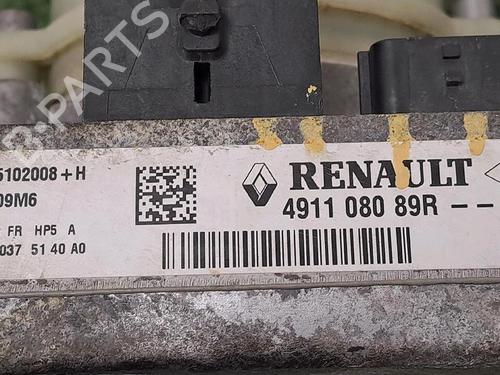 B-PARTS
5102008+H
09M6
FR HP5 A
037 51 40 A0
RENAULT
4911 080 89R --